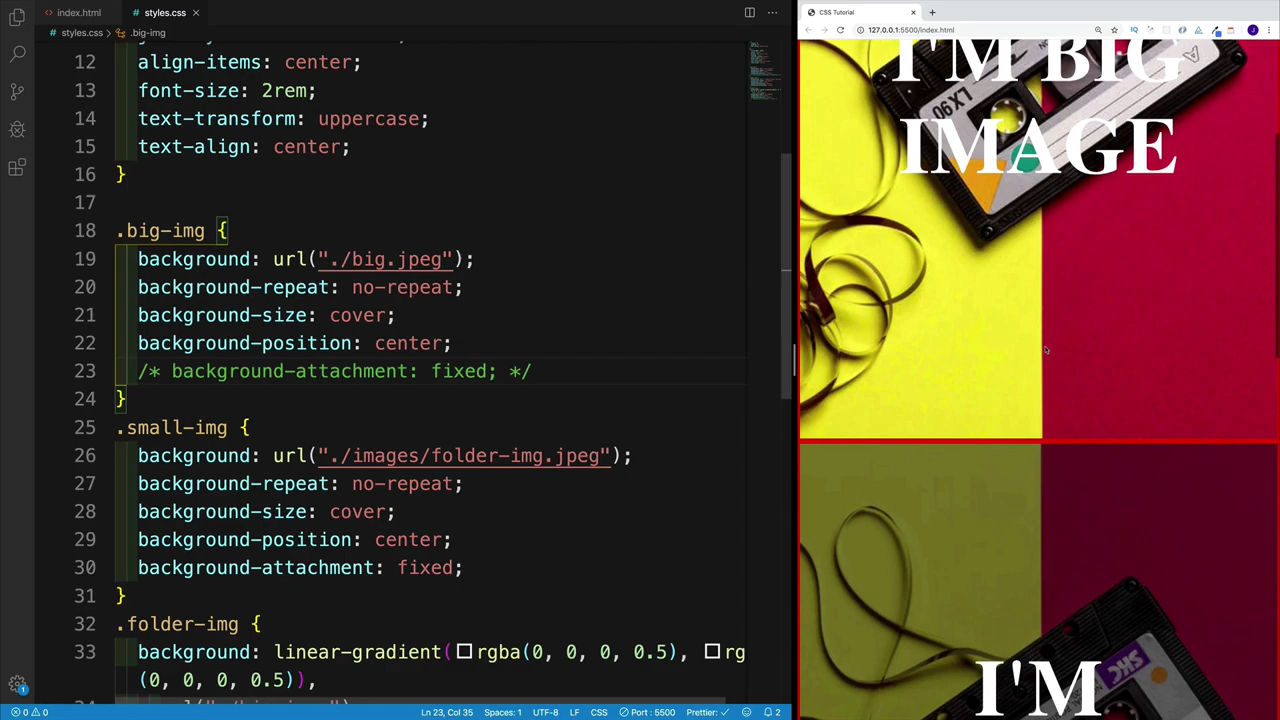 index.html
styles.css
styles.css > .big-img
12 align-items: center;
13 font-size: 2rem;
14 text-transform: uppercase;
15 text-align: center;
16 }
17
18 .big-img {
19 background: url("./big.jpeg");
20 background-repeat: no-repeat;
21 background-size: cover;
22 background-position: center;
23 /* background-attachment: fixed; */
24 }
25 .small-img {
26 background: url("./images/folder-img.jpeg");
27 background-repeat: no-repeat;
28 background-size: cover;
29 background-position: center;
30 background-attachment: fixed;
31 }
32 .folder-img {
33 background: linear-gradient(rgba(0, 0, 0, 0.5), rg
(0, 0, 0, 0.5)),
0 0
Ln 23, Col 35 Spaces: 1 UTF-8 LF CSS Port : 5500 Prettier: ✓ 2
CSS Tutorial
127.0.0.1:5500/index.html
I'M BIG
IMAGE
LX90
I'M
SKC